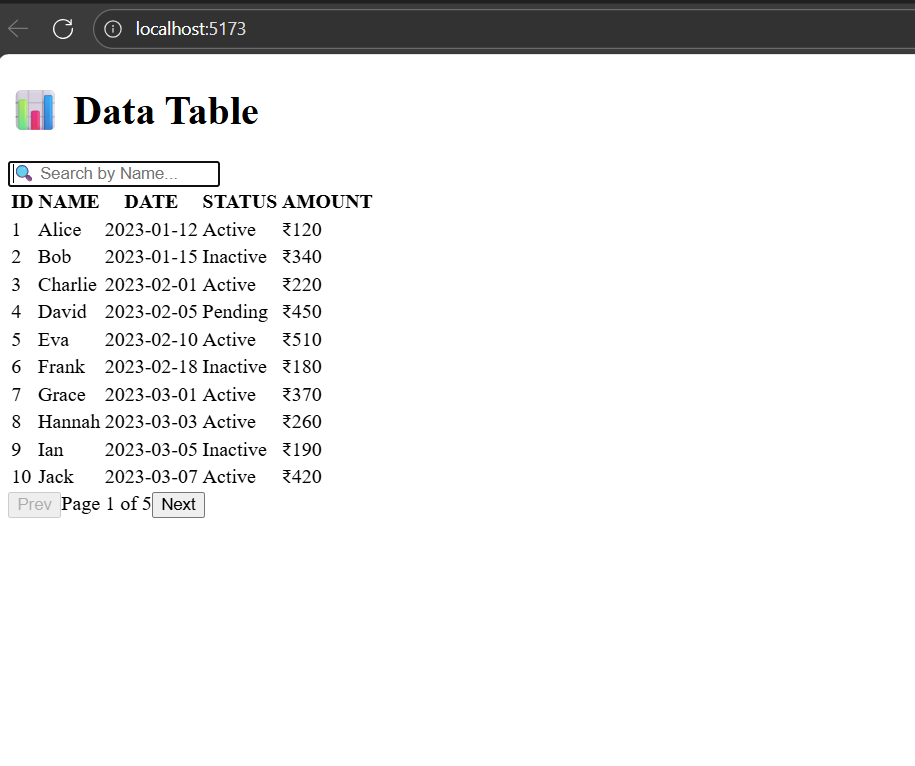 localhost:5173
📊 Data Table
🔍 Search by Name...
ID NAME DATE STATUS AMOUNT
1 Alice 2023-01-12 Active ₹120
2 Bob 2023-01-15 Inactive ₹340
3 Charlie 2023-02-01 Active ₹220
4 David 2023-02-05 Pending ₹450
5 Eva 2023-02-10 Active ₹510
6 Frank 2023-02-18 Inactive ₹180
7 Grace 2023-03-01 Active ₹370
8 Hannah 2023-03-03 Active ₹260
9 Ian 2023-03-05 Inactive ₹190
10 Jack 2023-03-07 Active ₹420
Prev Page 1 of 5 Next